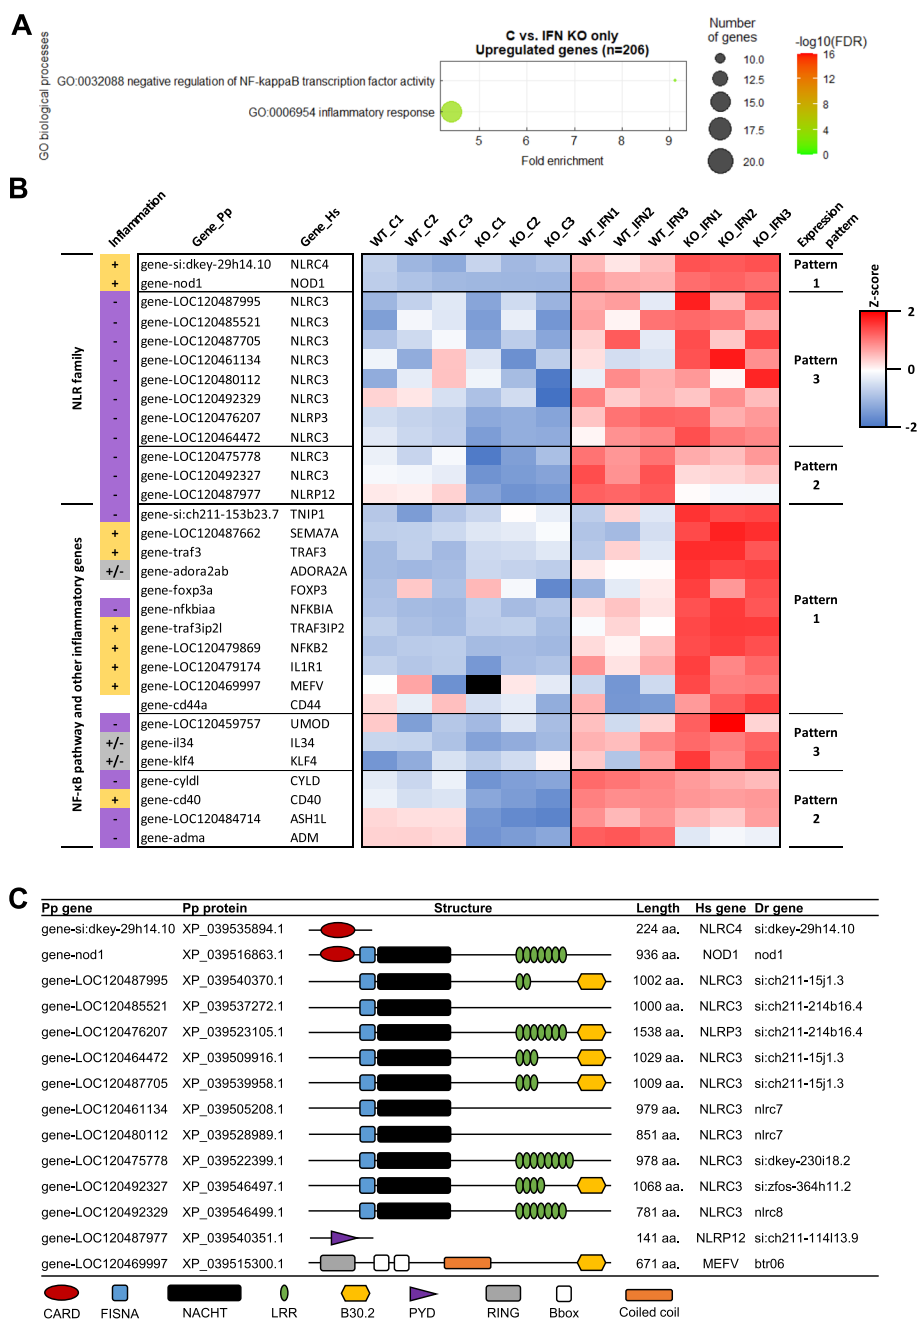 A
GO biological processes
C vs. IFN KO only
Upregulated genes (n=206)
GO:0032088 negative regulation of NF-kappaB transcription factor activity
GO:0006954 inflammatory response
5 6 7 8 9
Fold enrichment
Number
of genes
10.0
12.5
15.0
17.5
20.0
-log10(FDR)
16
12
8
4
0
B
Inflammation Gene_Pp Gene_Hs WT_C1 WT_C2 WT_C3 KO_C1 KO_C2 KO_C3 WT_IFN1 WT_IFN2 WT_IFN3 KO_IFN1 KO_IFN2 KO_IFN3 Expression pattern
NLR family
+ gene-si:dkey-29h14.10 NLRC4
+ gene-nod1 NOD1
Pattern
1
- gene-LOC120487995 NLRC3
- gene-LOC120485521 NLRC3
- gene-LOC120487705 NLRC3
- gene-LOC120461134 NLRC3
- gene-LOC120480112 NLRC3
- gene-LOC120492329 NLRC3
- gene-LOC120476207 NLRP3
- gene-LOC120464472 NLRC3
Pattern
3
- gene-LOC120475778 NLRC3
- gene-LOC120492327 NLRC3
- gene-LOC120487977 NLRP12
Pattern
2
NF-κB pathway and other inflammatory genes
- gene-si:ch211-153b23.7 TNIP1
+ gene-LOC120487662 SEMA7A
+ gene-traf3 TRAF3
+/- gene-adora2ab ADORA2A
gene-foxp3a FOXP3
- gene-nfkbiaa NFKBIA
+ gene-traf3ip2l TRAF3IP2
+ gene-LOC120479869 NFKB2
+ gene-LOC120479174 IL1R1
+ gene-LOC120469997 MEFV
gene-cd44a CD44
Pattern
1
- gene-LOC120459757 UMOD
+/- gene-il34 IL34
+/- gene-klf4 KLF4
Pattern
3
- gene-cyldl CYLD
+ gene-cd40 CD40
- gene-LOC120484714 ASH1L
- gene-adma ADM
Pattern
2
Z-score
2
0
-2
C
Pp gene Pp protein Structure Length Hs gene Dr gene
gene-si:dkey-29h14.10 XP_039535894.1 224 aa. NLRC4 si:dkey-29h14.10
gene-nod1 XP_039516863.1 936 aa. NOD1 nod1
gene-LOC120487995 XP_039540370.1 1002 aa. NLRC3 si:ch211-15j1.3
gene-LOC120485521 XP_039537272.1 1000 aa. NLRC3 si:ch211-214b16.4
gene-LOC120476207 XP_039523105.1 1538 aa. NLRP3 si:ch211-214b16.4
gene-LOC120464472 XP_039509916.1 1029 aa. NLRC3 si:ch211-15j1.3
gene-LOC120487705 XP_039539958.1 1009 aa. NLRC3 si:ch211-15j1.3
gene-LOC120461134 XP_039505208.1 979 aa. NLRC3 nlrc7
gene-LOC120480112 XP_039528989.1 851 aa. NLRC3 nlrc7
gene-LOC120475778 XP_039522399.1 978 aa. NLRC3 si:dkey-230i18.2
gene-LOC120492327 XP_039546497.1 1068 aa. NLRC3 si:zfos-364h11.2
gene-LOC120492329 XP_039546499.1 781 aa. NLRC3 nlrc8
gene-LOC120487977 XP_039540351.1 141 aa. NLRP12 si:ch211-114l13.9
gene-LOC120469997 XP_039515300.1 671 aa. MEFV btr06
CARD FISNA NACHT LRR B30.2 PYD RING Bbox Coiled coil